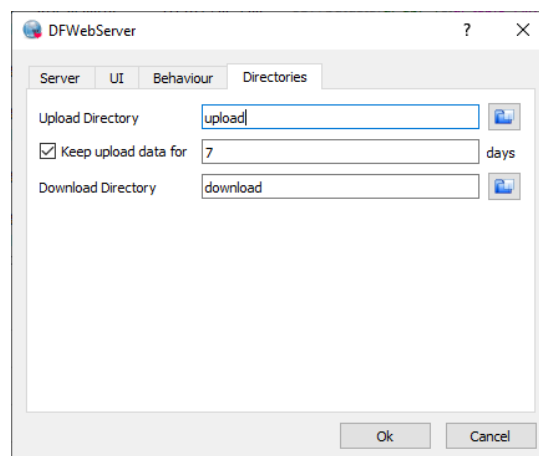 DFWebServer ?
Server UI Behaviour Directories
Upload Directory upload
Keep upload data for 7 days
Download Directory download
Ok Cancel